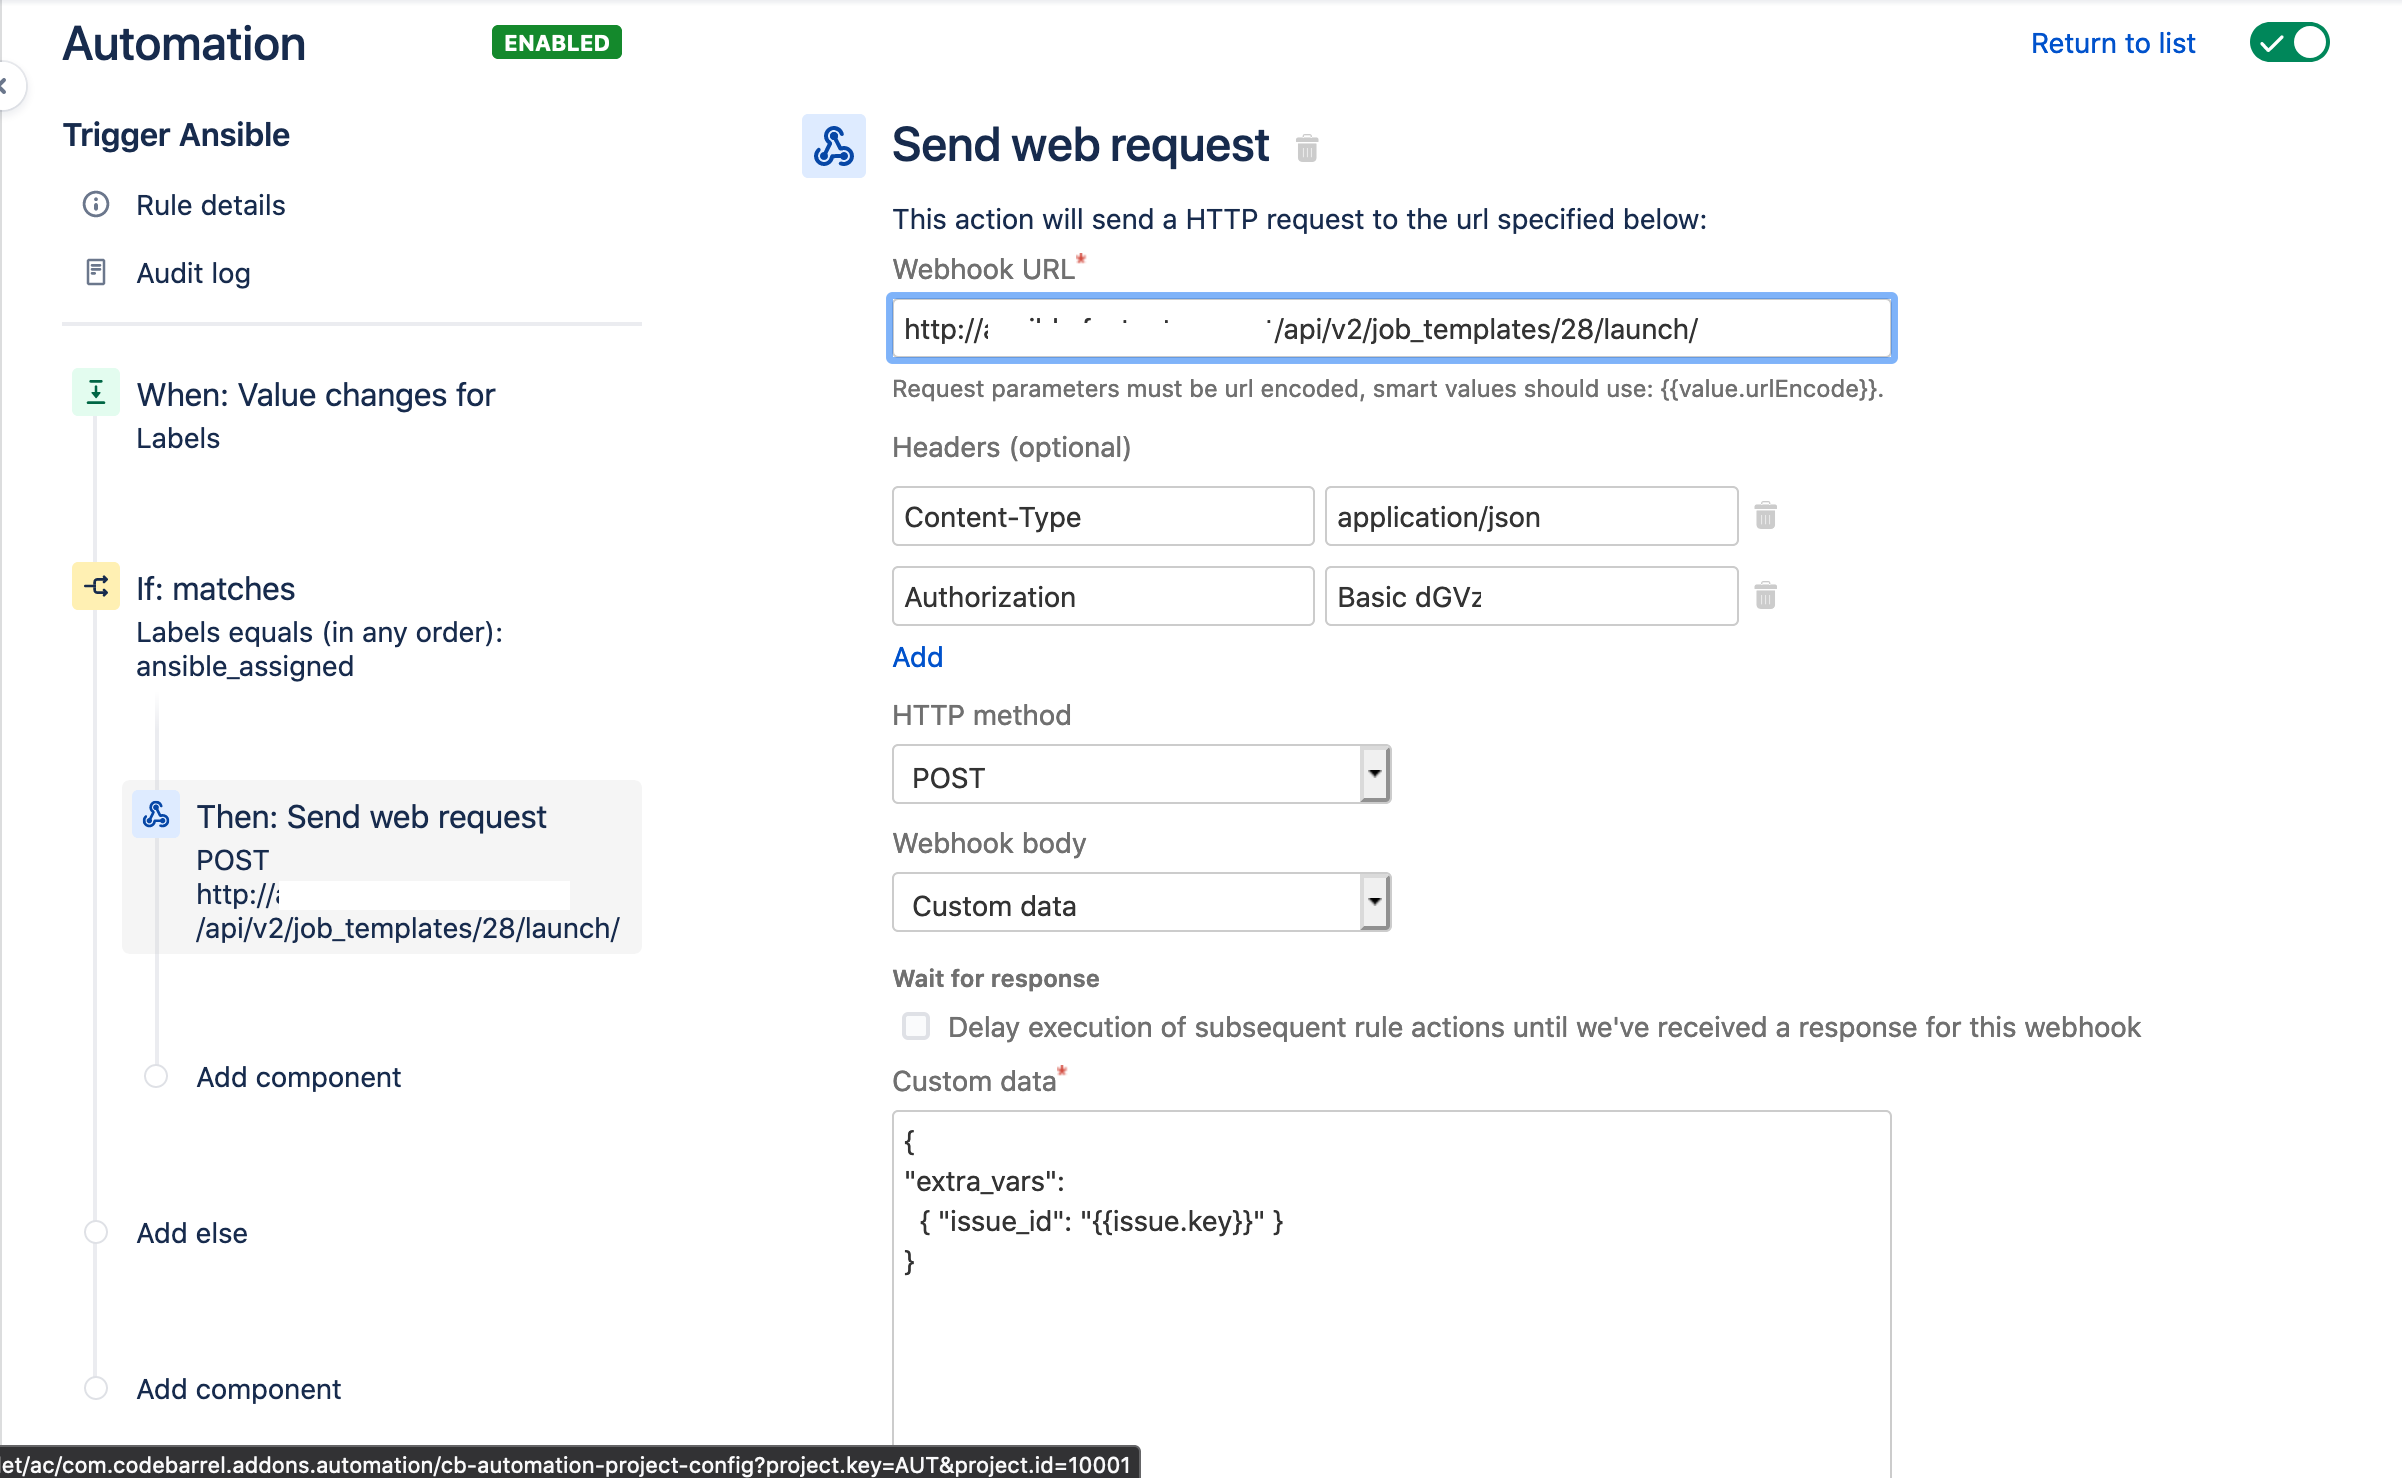 Automation
ENABLED
Return to list
Trigger Ansible
Rule details
Audit log
When: Value changes for
Labels
If: matches
Labels equals (in any order):
ansible_assigned
Then: Send web request
POST
http://
/api/v2/job_templates/28/launch/
Add component
Add else
Add component
Send web request
This action will send a HTTP request to the url specified below:
Webhook URL*
http:// /api/v2/job_templates/28/launch/
Request parameters must be url encoded, smart values should use: {{value.urlEncode}}.
Headers (optional)
Content-Type application/json
Authorization Basic dGVz
Add
HTTP method
POST
Webhook body
Custom data
Wait for response
Delay execution of subsequent rule actions until we've received a response for this webhook
Custom data*
{
"extra_vars":
{ "issue_id": "{{issue.key}}" }
}
et/ac/com.codebarrel.addons.automation/cb-automation-project-config?project.key=AUT&project.id=10001